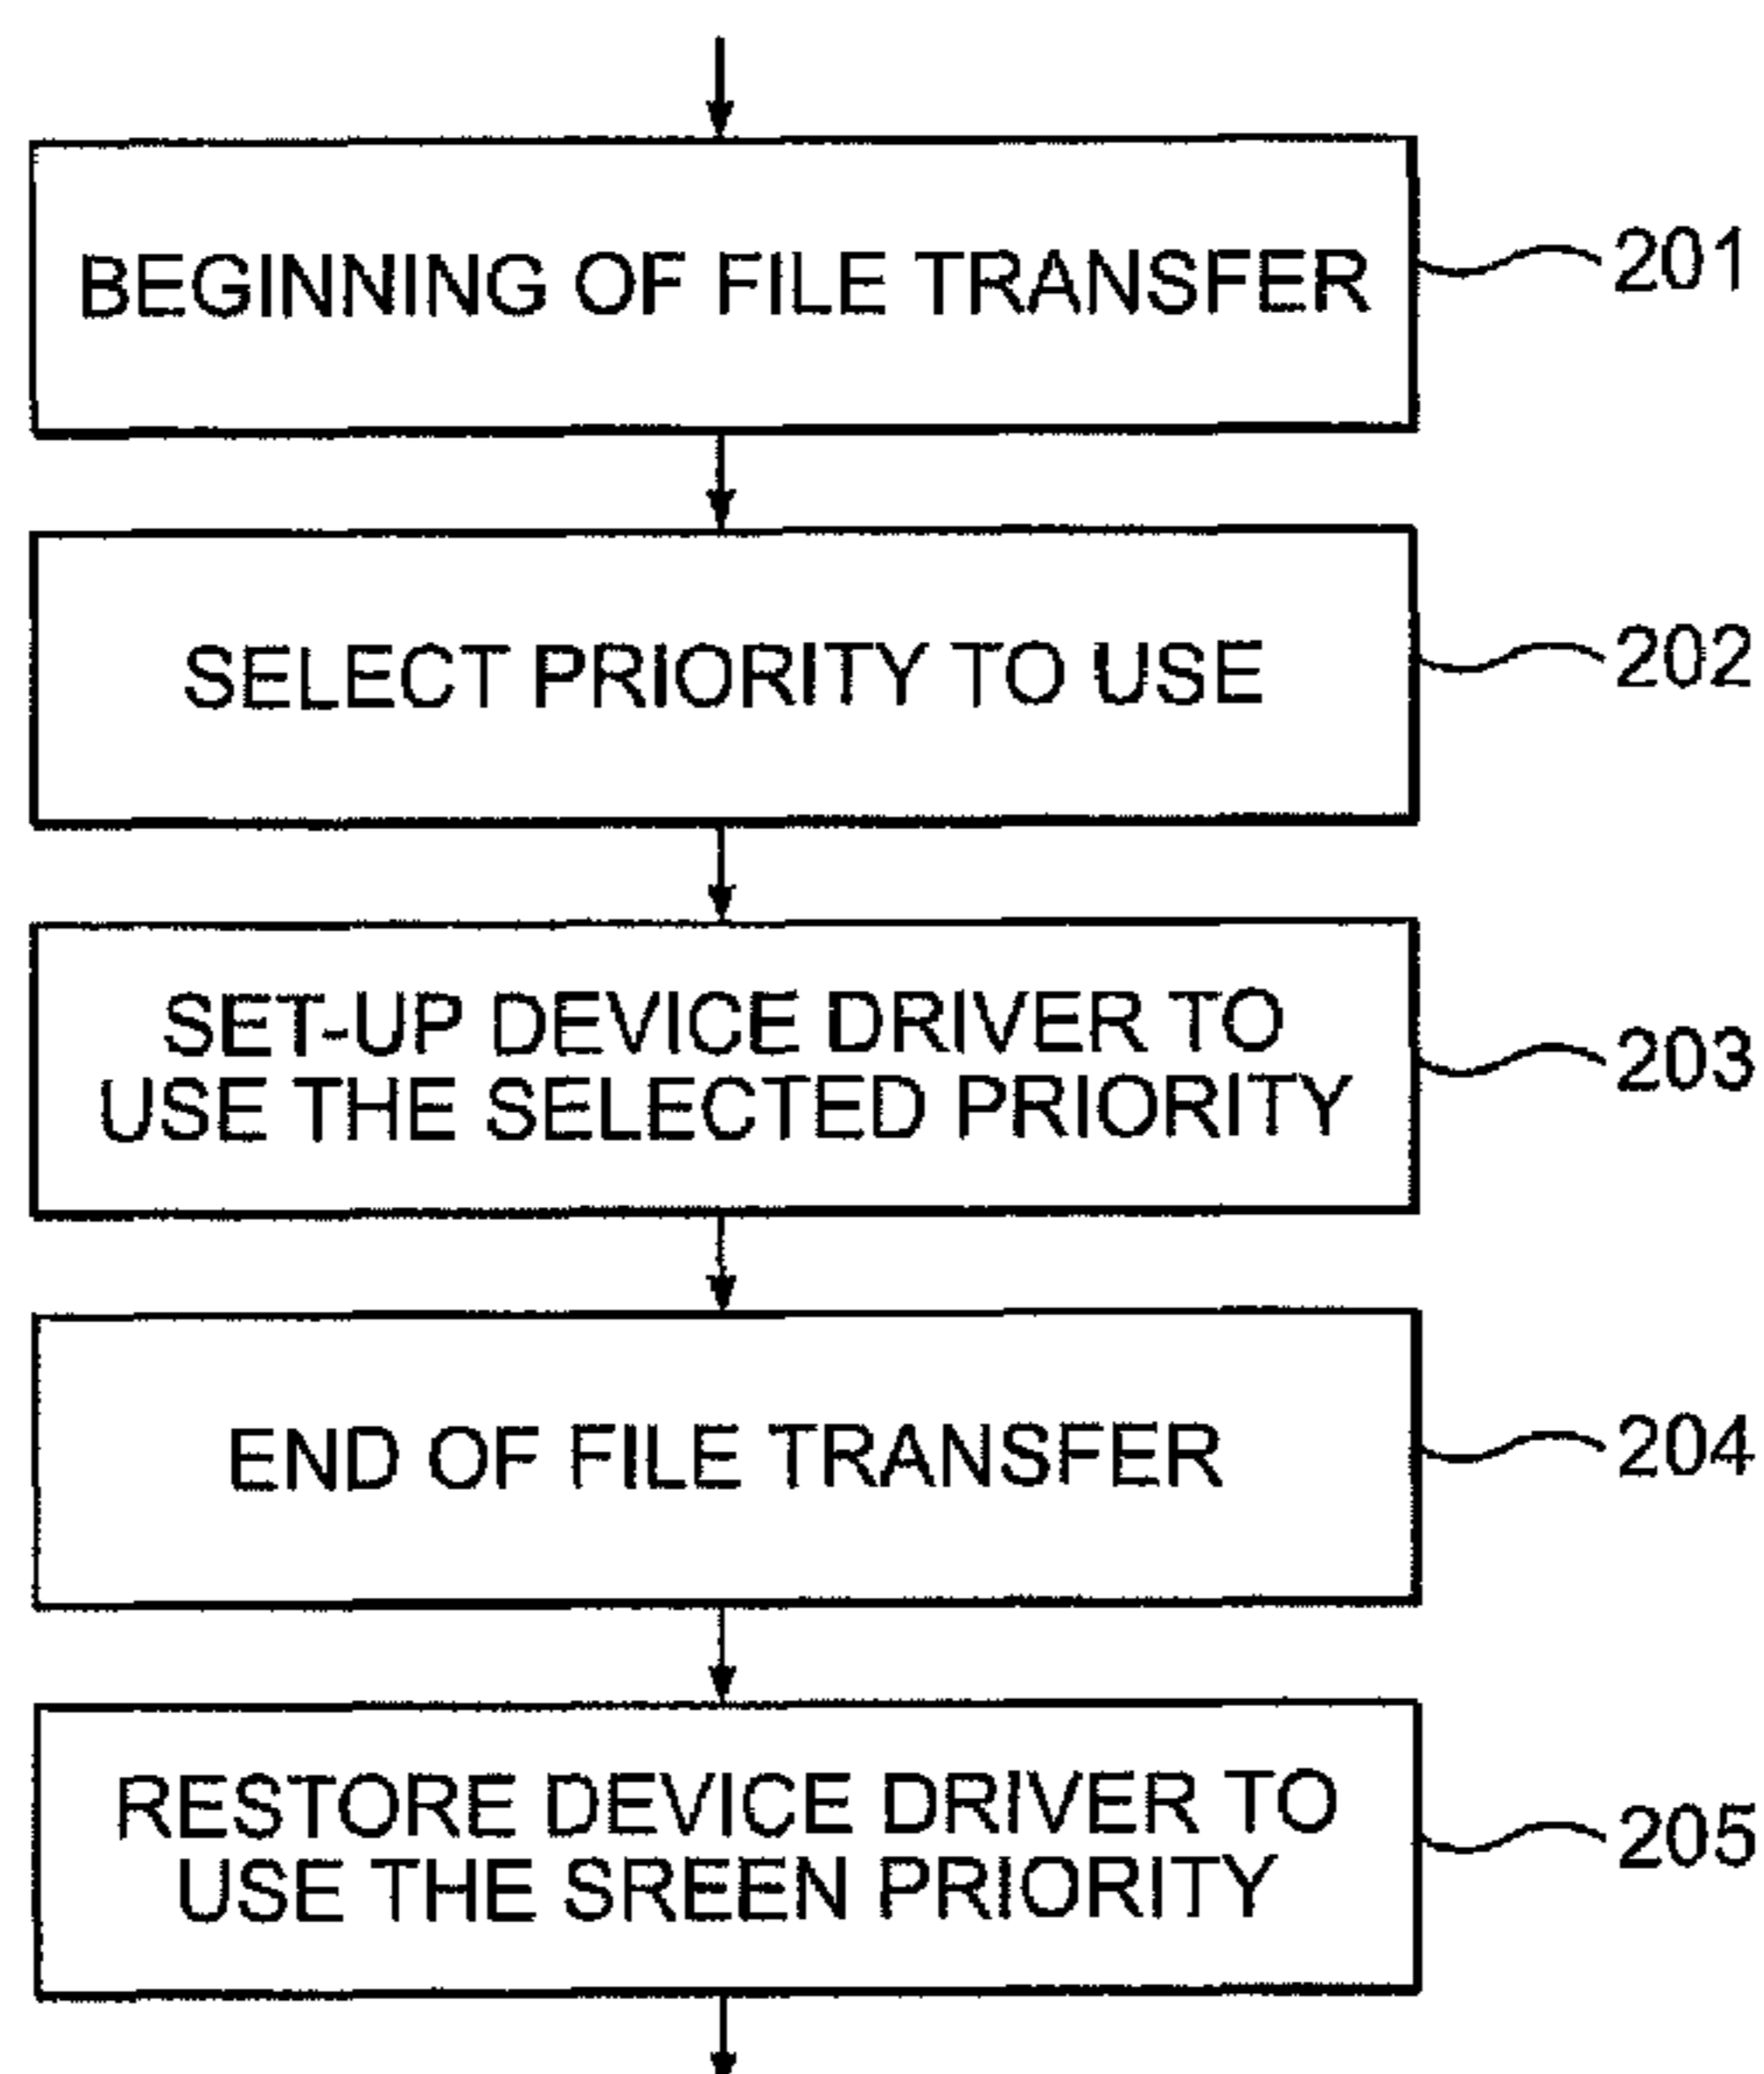 BEGINNING OF FILE TRANSFER
201
SELECT PRIORITY TO USE
202
SET-UP DEVICE DRIVER TO
USE THE SELECTED PRIORITY
203
END OF FILE TRANSFER
204
RESTORE DEVICE DRIVER TO
USE THE SREEN PRIORITY
205